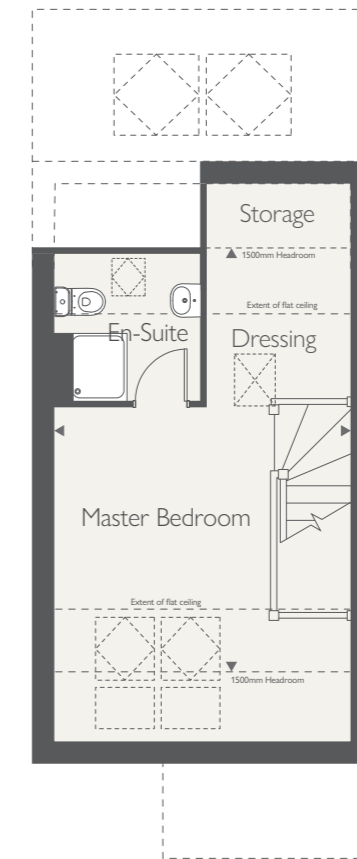 Storage
1500mm Headroom
Extent of flat ceiling
En-Suite
Dressing
Master Bedroom
Extent of flat ceiling
1500mm Headroom